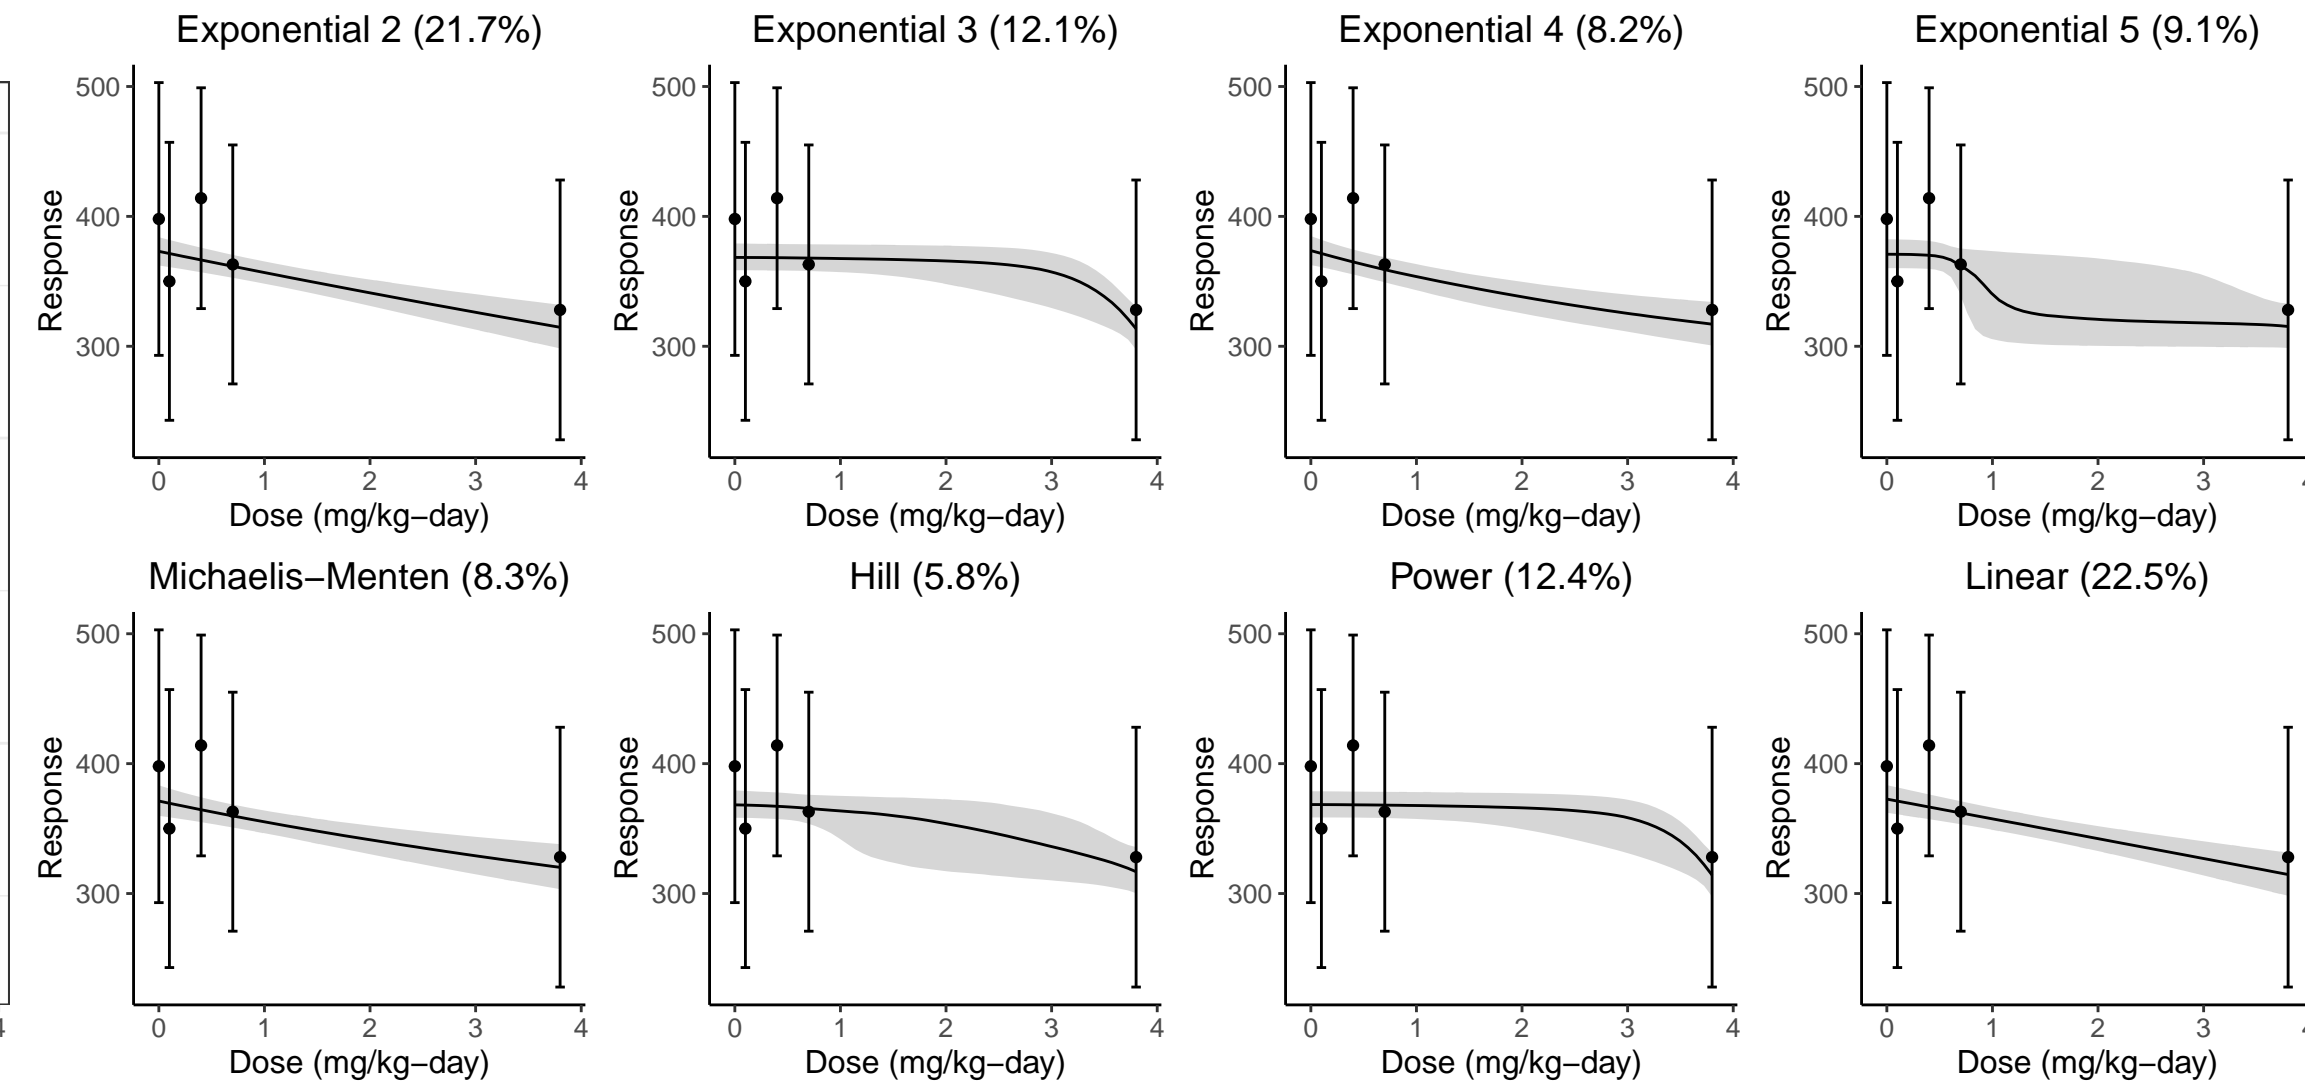 Exponential 2 (21.7%)
500
400
300
Response
0 1 2 3 4
Dose (mg/kg−day)
Exponential 3 (12.1%)
500
400
300
Response
0 1 2 3 4
Dose (mg/kg−day)
Exponential 4 (8.2%)
500
400
300
Response
0 1 2 3 4
Dose (mg/kg−day)
Exponential 5 (9.1%)
500
400
300
Response
0 1 2 3
Dose (mg/kg−day)
Michaelis−Menten (8.3%)
500
400
300
Response
0 1 2 3 4
Dose (mg/kg−day)
Hill (5.8%)
500
400
300
Response
0 1 2 3 4
Dose (mg/kg−day)
Power (12.4%)
500
400
300
Response
0 1 2 3 4
Dose (mg/kg−day)
Linear (22.5%)
500
400
300
Response
0 1 2 3
Dose (mg/kg−day)